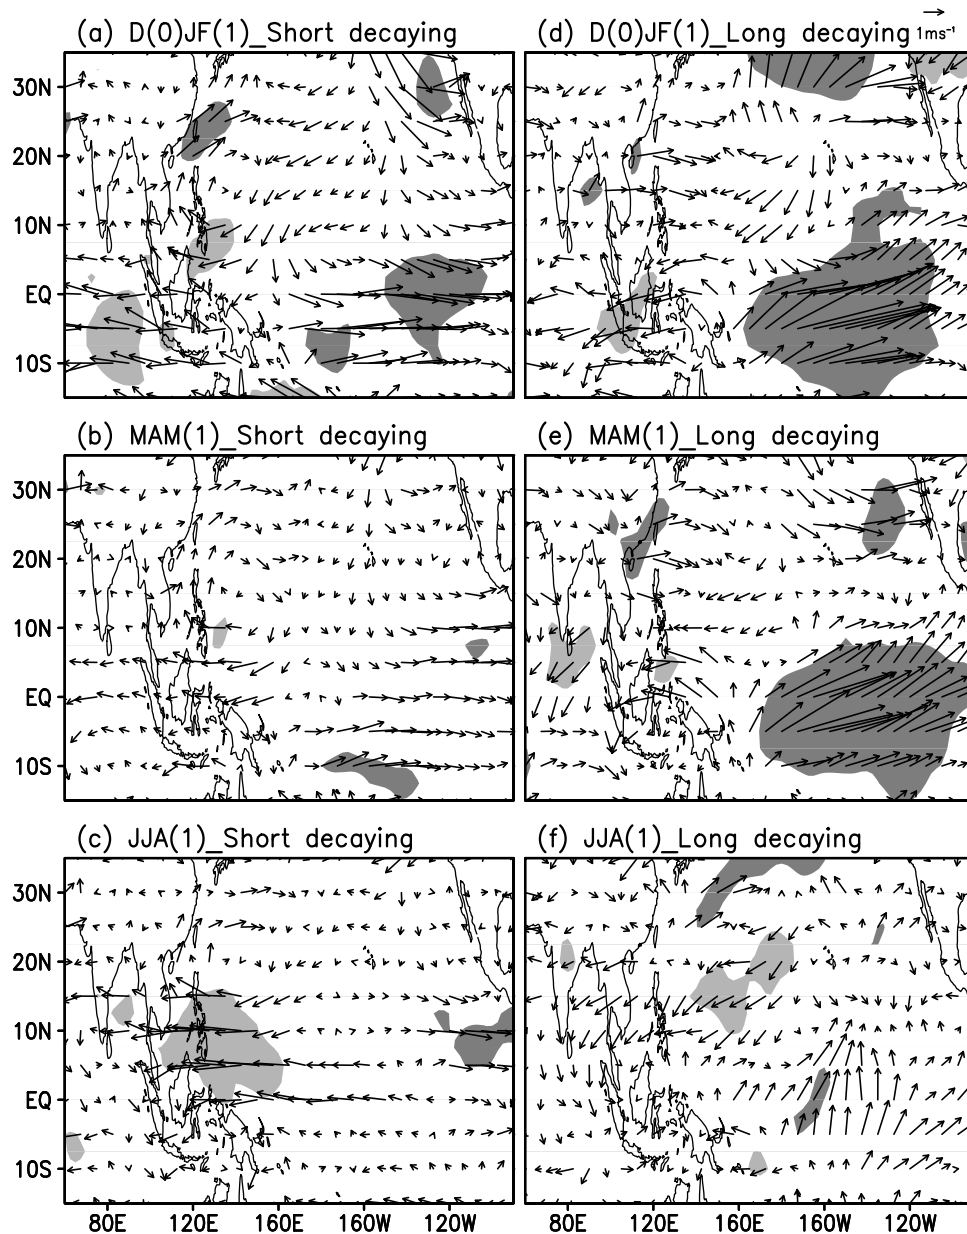 (a) D(0)JF(1)_Short decaying
(d) D(0)JF(1)_Long decaying
1ms⁻¹
30N
20N
10N
EQ
10S
(b) MAM(1)_Short decaying
(e) MAM(1)_Long decaying
30N
20N
10N
EQ
10S
(c) JJA(1)_Short decaying
(f) JJA(1)_Long decaying
30N
20N
10N
EQ
10S
80E 120E 160E 160W 120W
80E 120E 160E 160W 120W